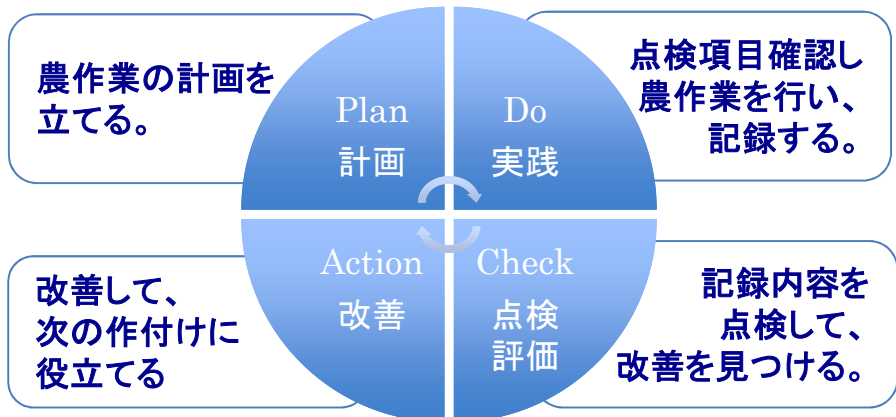 農作業の計画を
立てる。
Plan
計画
Do
実践
点検項目確認し
農作業を行い、
記録する。
改善して、
次の作付けに
役立てる
Action
改善
Check
点検
評価
記録内容を
点検して、
改善を見つける。